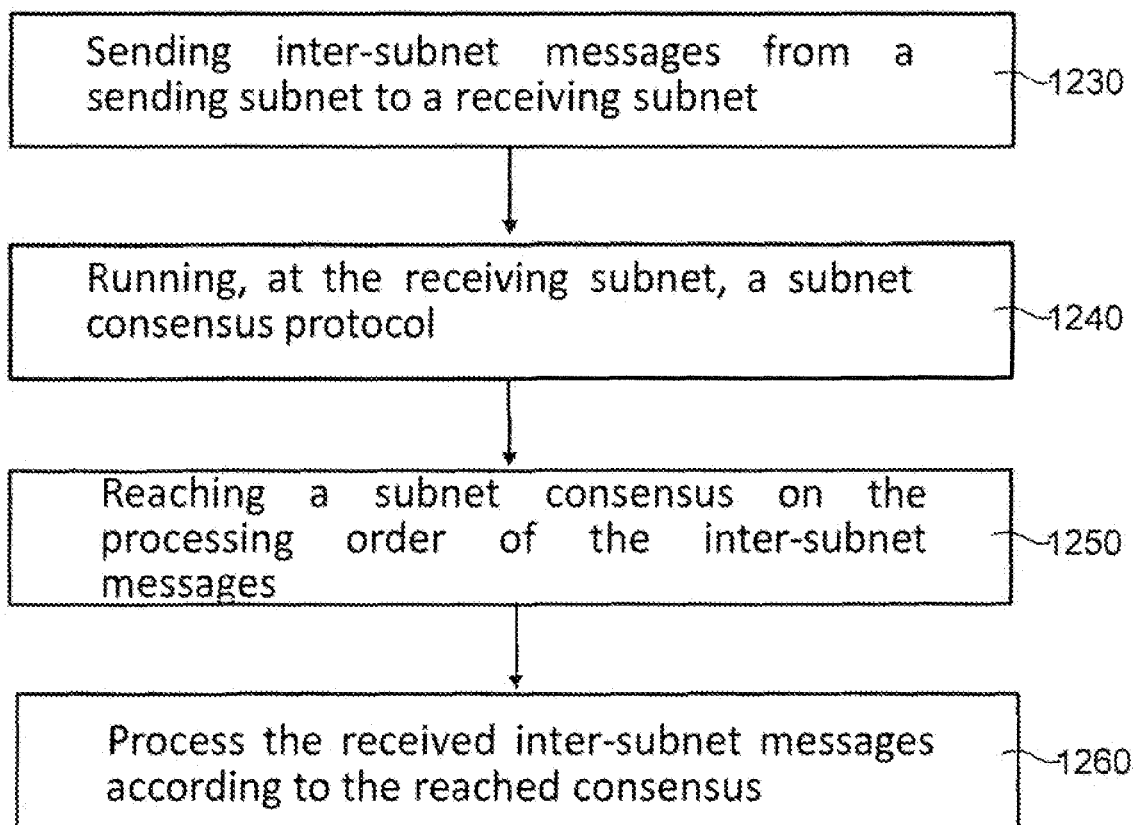 Sending inter-subnet messages from a
sending subnet to a receiving subnet
1230
Running, at the receiving subnet, a subnet
consensus protocol
1240
Reaching a subnet consensus on the
processing order of the inter-subnet
messages
1250
Process the received inter-subnet messages
according to the reached consensus
1260